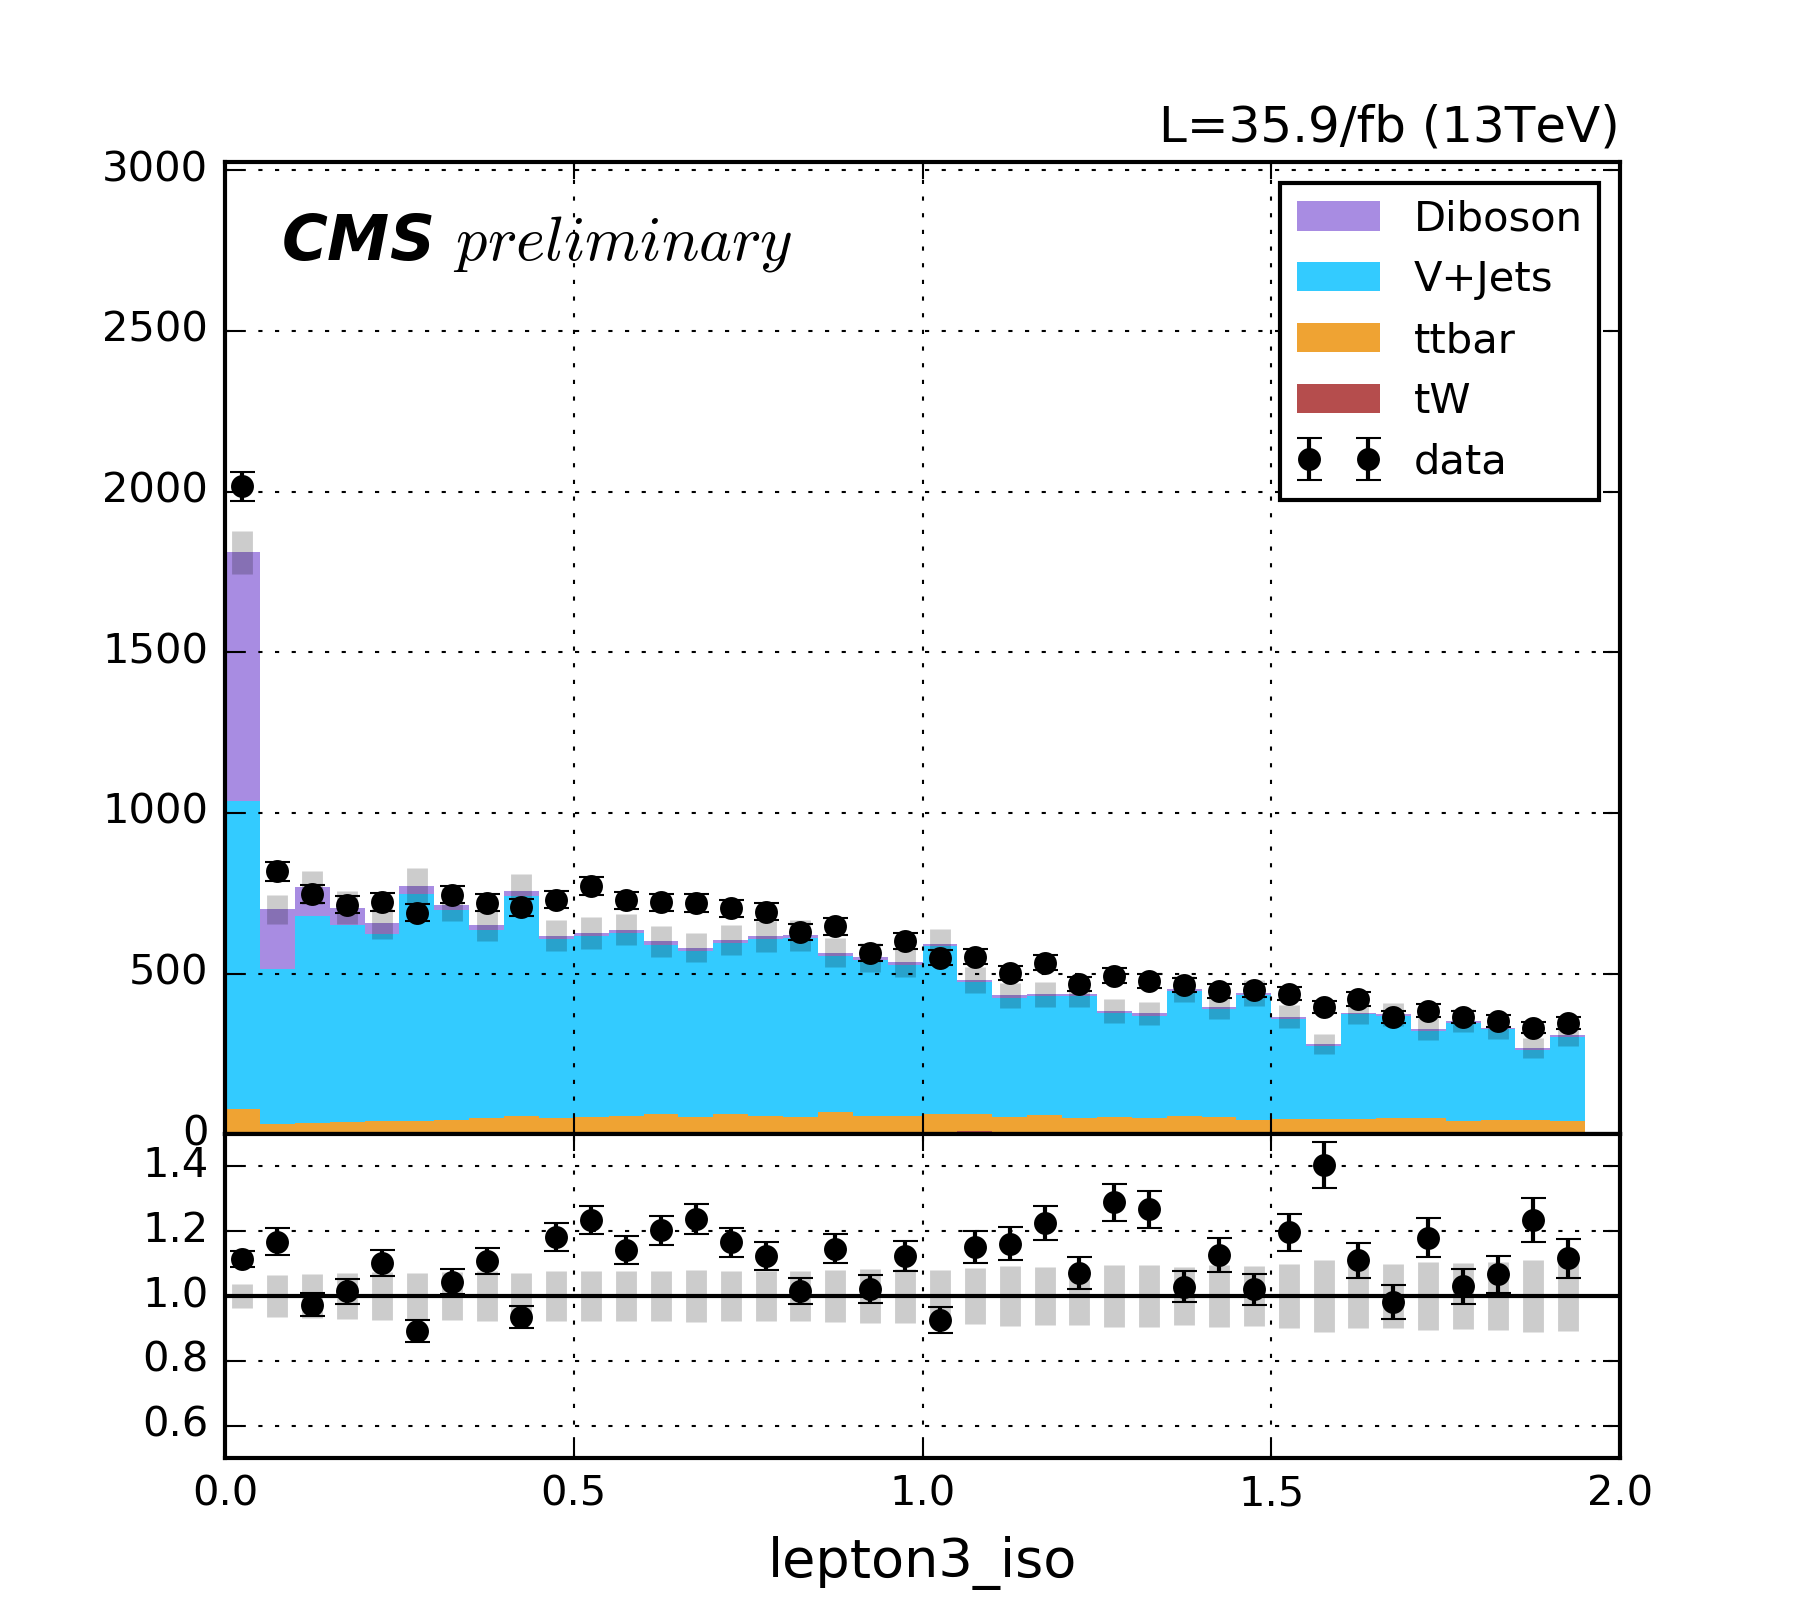 L=35.9/fb (13TeV)
CMS preliminary
3000
2500
2000
1500
1000
500
0
Diboson
V+Jets
ttbar
tW
data
1.4
1.2
1.0
0.8
0.6
0.0 0.5 1.0 1.5 2.0
lepton3_iso